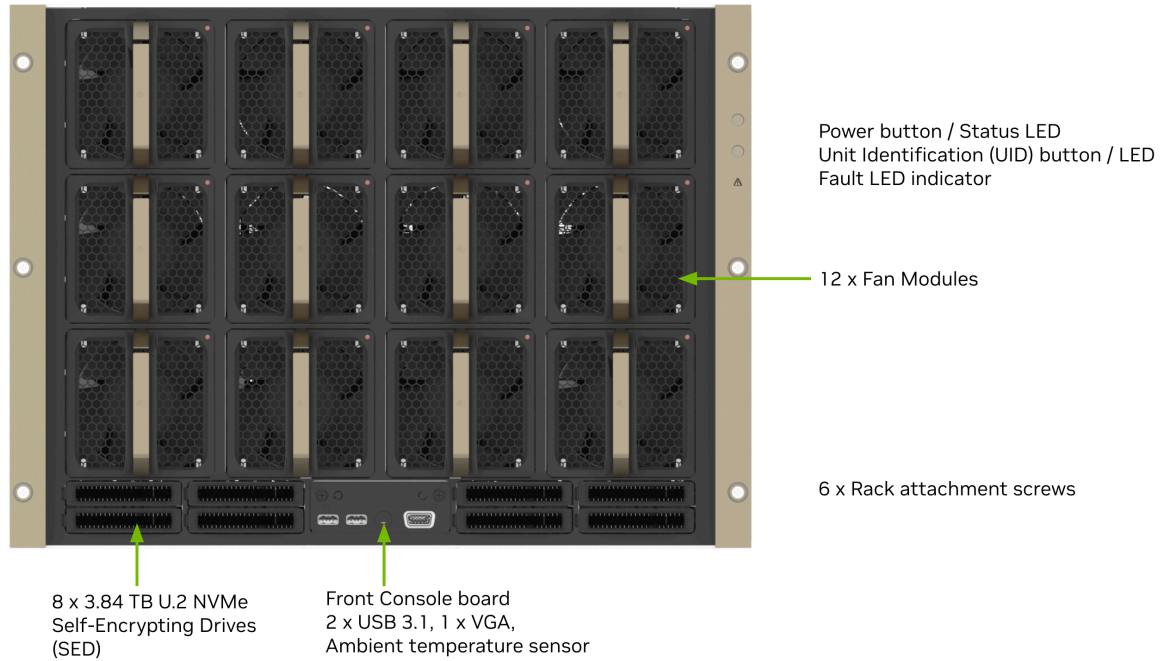 Power button / Status LED
Unit Identification (UID) button / LED
Fault LED indicator
12 x Fan Modules
6 x Rack attachment screws
8 x 3.84 TB U.2 NVMe
Self-Encrypting Drives
(SED)
Front Console board
2 x USB 3.1, 1 x VGA,
Ambient temperature sensor